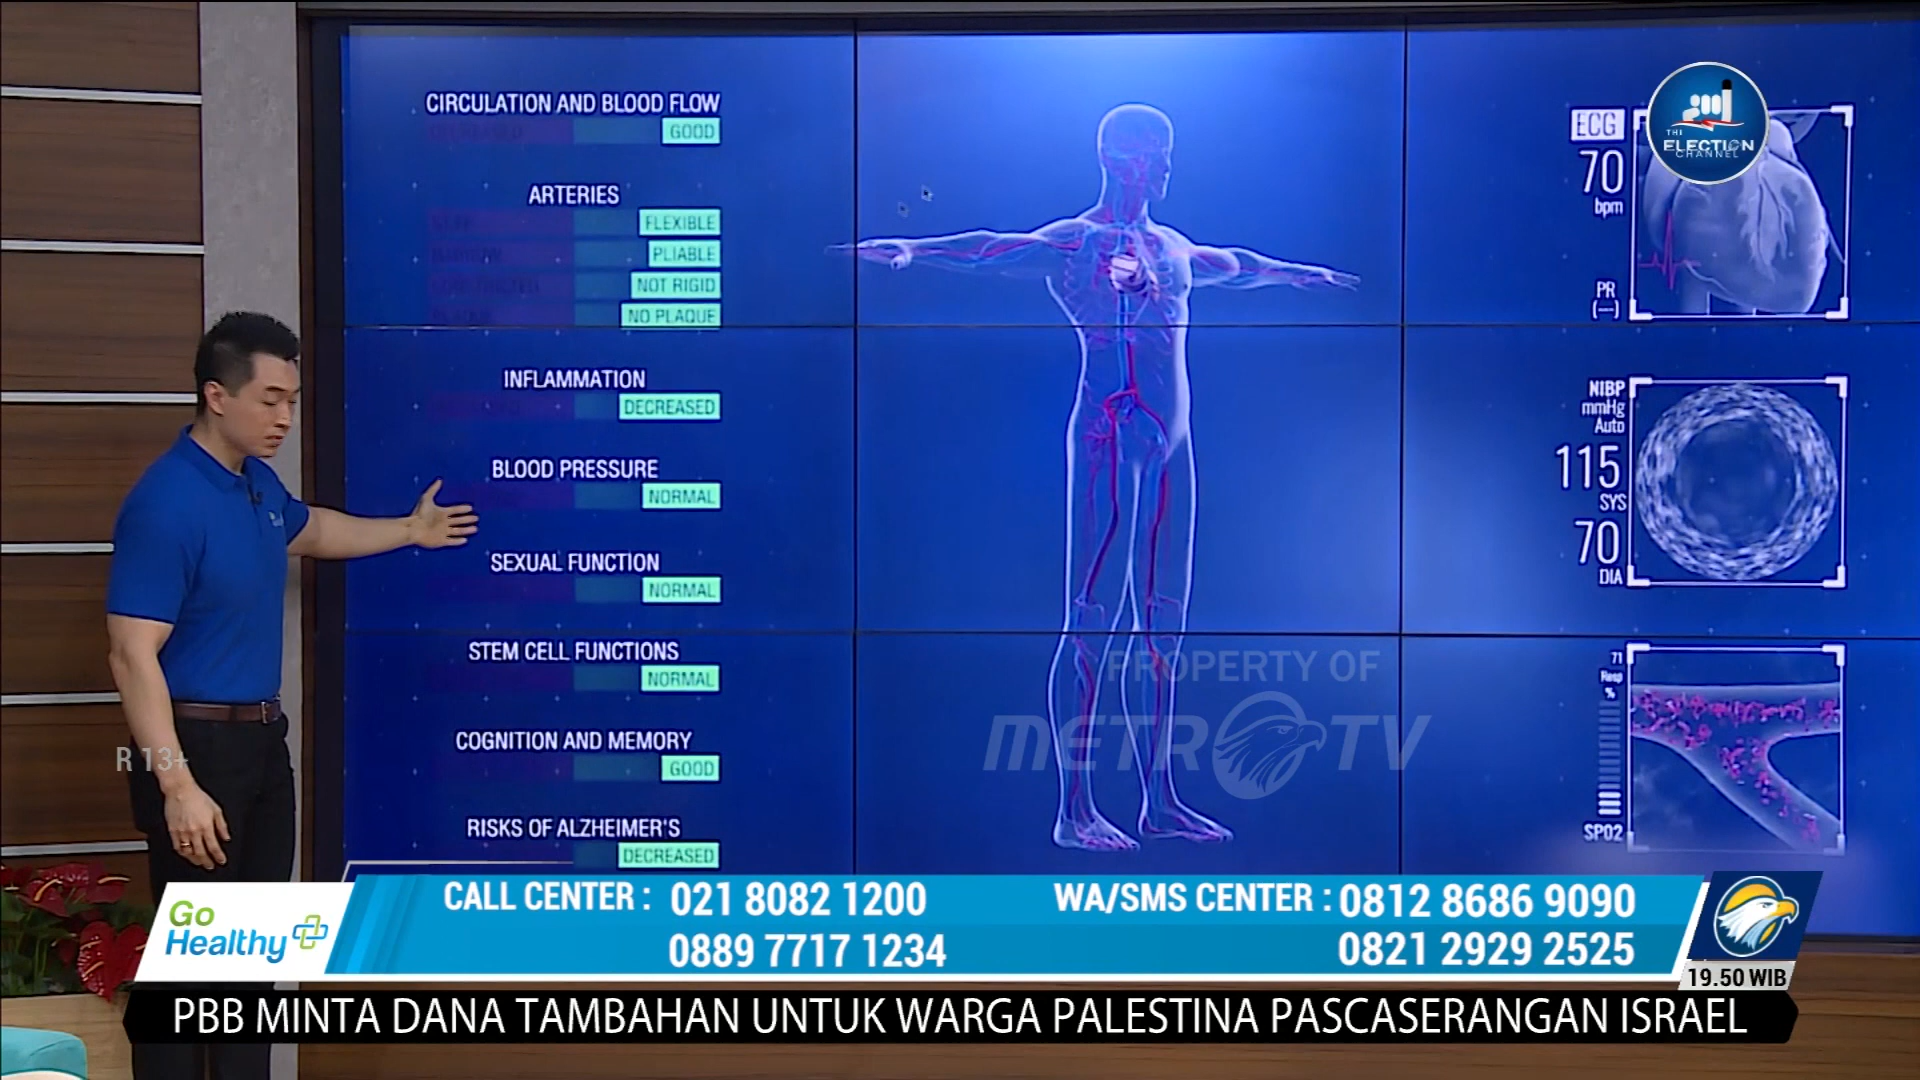 CIRCULATION AND BLOOD FLOW
GOOD
ARTERIES
FLEXIBLE
PLIABLE
NOT RIGID
NO PLAQUE
INFLAMMATION
DECREASED
BLOOD PRESSURE
NORMAL
SEXUAL FUNCTION
NORMAL
STEM CELL FUNCTIONS
NORMAL
COGNITION AND MEMORY
GOOD
RISKS OF ALZHEIMER'S
DECREASED
ECG
70
bpm
PR
(--)
THE
ELECTION
CHANNEL
NIBP
mmHg
Auto
115
SYS
70
DIA
71
Resp
%
SPO2
PROPERTY OF
METRO TV
R 13+
Go
Healthy
CALL CENTER : 021 8082 1200
0889 7717 1234
WA/SMS CENTER : 0812 8686 9090
0821 2929 2525
19.50 WIB
PBB MINTA DANA TAMBAHAN UNTUK WARGA PALESTINA PASCASERANGAN ISRAEL